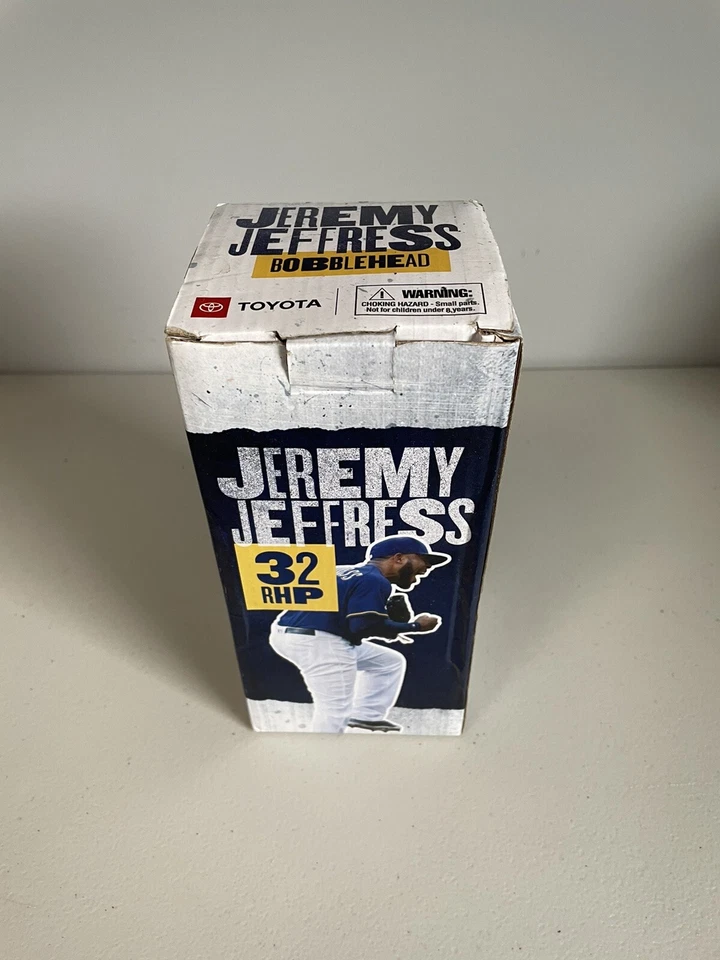 JEREMY
JEFFRESS
BOBBLEHEAD
TOYOTA
WARNING:
CHOKING HAZARD - Small parts.
Not for children under 8 years.
JEREMY
JEFFRESS
32
RHP